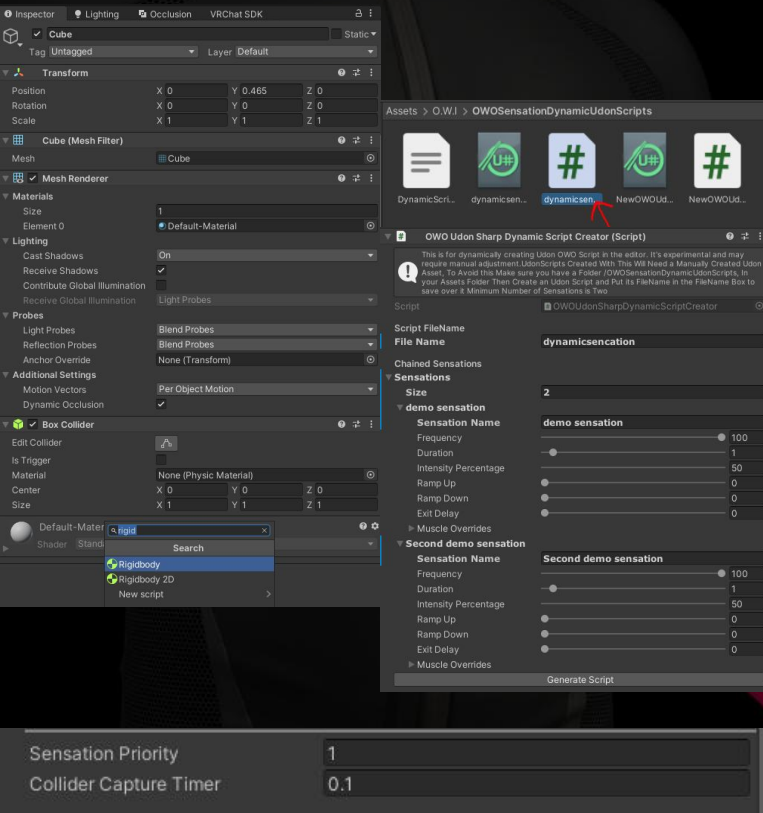 Inspector Lighting Occlusion VRChat SDK
Cube Static
Tag Untagged Layer Default
Transform
Position X 0 Y 0.465 Z 0
Rotation X 0 Y 0 Z 0
Scale X 1 Y 1 Z 1
Cube (Mesh Filter)
Mesh Cube
Mesh Renderer
Materials
Size 1
Element 0 Default-Material
Lighting
Cast Shadows On
Receive Shadows
Contribute Global Illumination
Receive Global Illumination Light Probes
Probes
Light Probes Blend Probes
Reflection Probes Blend Probes
Anchor Override None (Transform)
Additional Settings
Motion Vectors Per Object Motion
Dynamic Occlusion
Box Collider
Edit Collider
Is Trigger
Material None (Physic Material)
Center X 0 Y 0 Z 0
Size X 1 Y 1 Z 1
Default-Mater
Shader Stand
rigid
Search
Rigidbody
Rigidbody 2D
New script
Assets > O.W.I > OWOSensationDynamicUdonScripts
U# # U# #
DynamicScri... dynamicsen... dynamicsen... NewOWOUd... NewOWOUd...
# OWO Udon Sharp Dynamic Script Creator (Script)
This is for dynamically creating Udon OWO Script in the editor. It's experimental and may
require manual adjustment.UdonScripts Created With This Will Need a Manually Created Udon
Asset, To Avoid this Make sure you have a Folder /OWOSensationDynamicUdonScripts, In
your Assets Folder Then Create an Udon Script and Put its FileName in the FileName Box to
save over it Minimum Number of Sensations is Two
Script OWOUdonSharpDynamicScriptCreator
Script FileName
File Name dynamicsencation
Chained Sensations
Sensations
Size 2
demo sensation
Sensation Name demo sensation
Frequency 100
Duration 1
Intensity Percentage 50
Ramp Up 0
Ramp Down 0
Exit Delay 0
Muscle Overrides
Second demo sensation
Sensation Name Second demo sensation
Frequency 100
Duration 1
Intensity Percentage 50
Ramp Up 0
Ramp Down 0
Exit Delay 0
Muscle Overrides
Generate Script
Sensation Priority 1
Collider Capture Timer 0.1